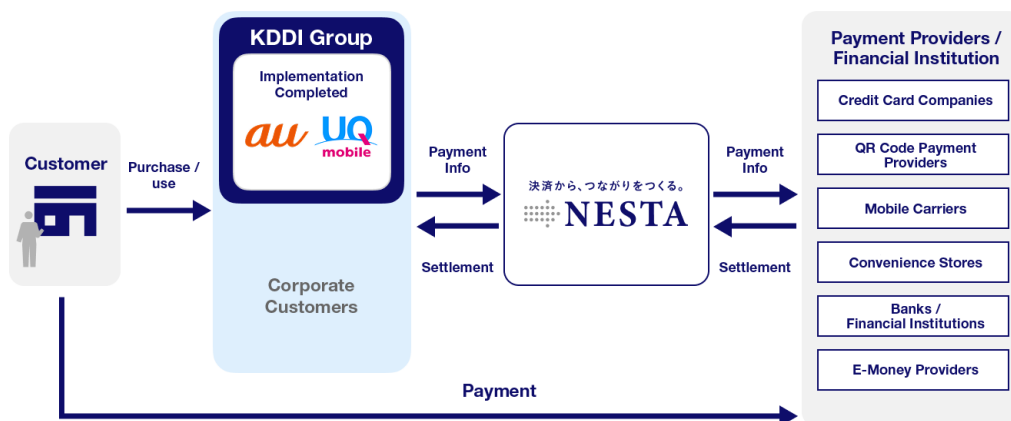 Customer
Purchase /
use
KDDI Group
Implementation
Completed
au
UQ
mobile
Corporate
Customers
Payment
Info
Settlement
決済から、つながりをつくる。
NESTA
Payment
Info
Settlement
Payment Providers /
Financial Institution
Credit Card Companies
QR Code Payment
Providers
Mobile Carriers
Convenience Stores
Banks /
Financial Institutions
E-Money Providers
Payment